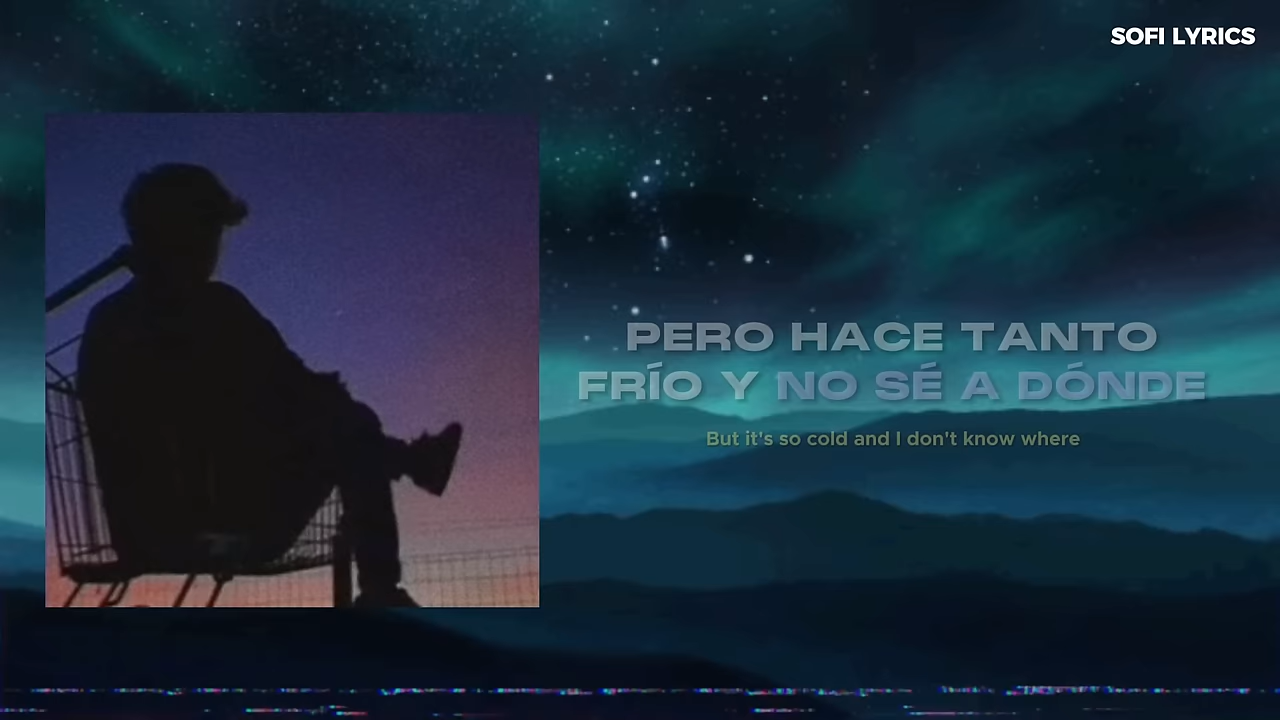 SOFI LYRICS
PERO HACE TANTO
FRÍO Y NO SÉ A DÓNDE
But it's so cold and I don't know where